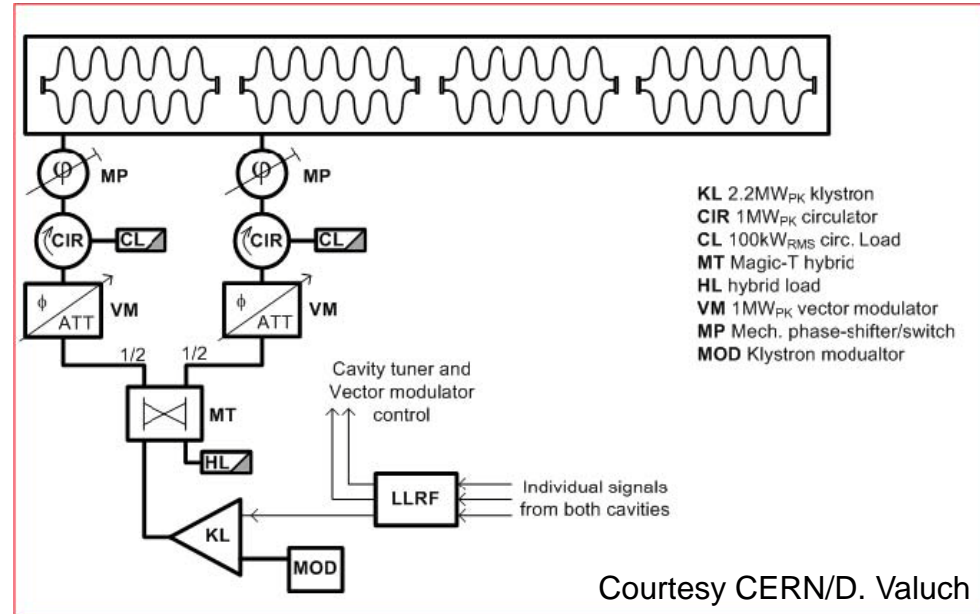 φ MP
φ MP
CIR CL
CIR CL
ϕ ATT VM
ϕ ATT VM
1/2 1/2
MT
HL
KL
MOD
Cavity tuner and
Vector modulator
control
LLRF
Individual signals
from both cavities
KL 2.2MWPK klystron
CIR 1MWPK circulator
CL 100kWRMS circ. Load
MT Magic-T hybrid
HL hybrid load
VM 1MWPK vector modulator
MP Mech. phase-shifter/switch
MOD Klystron modualtor
Courtesy CERN/D. Valuch